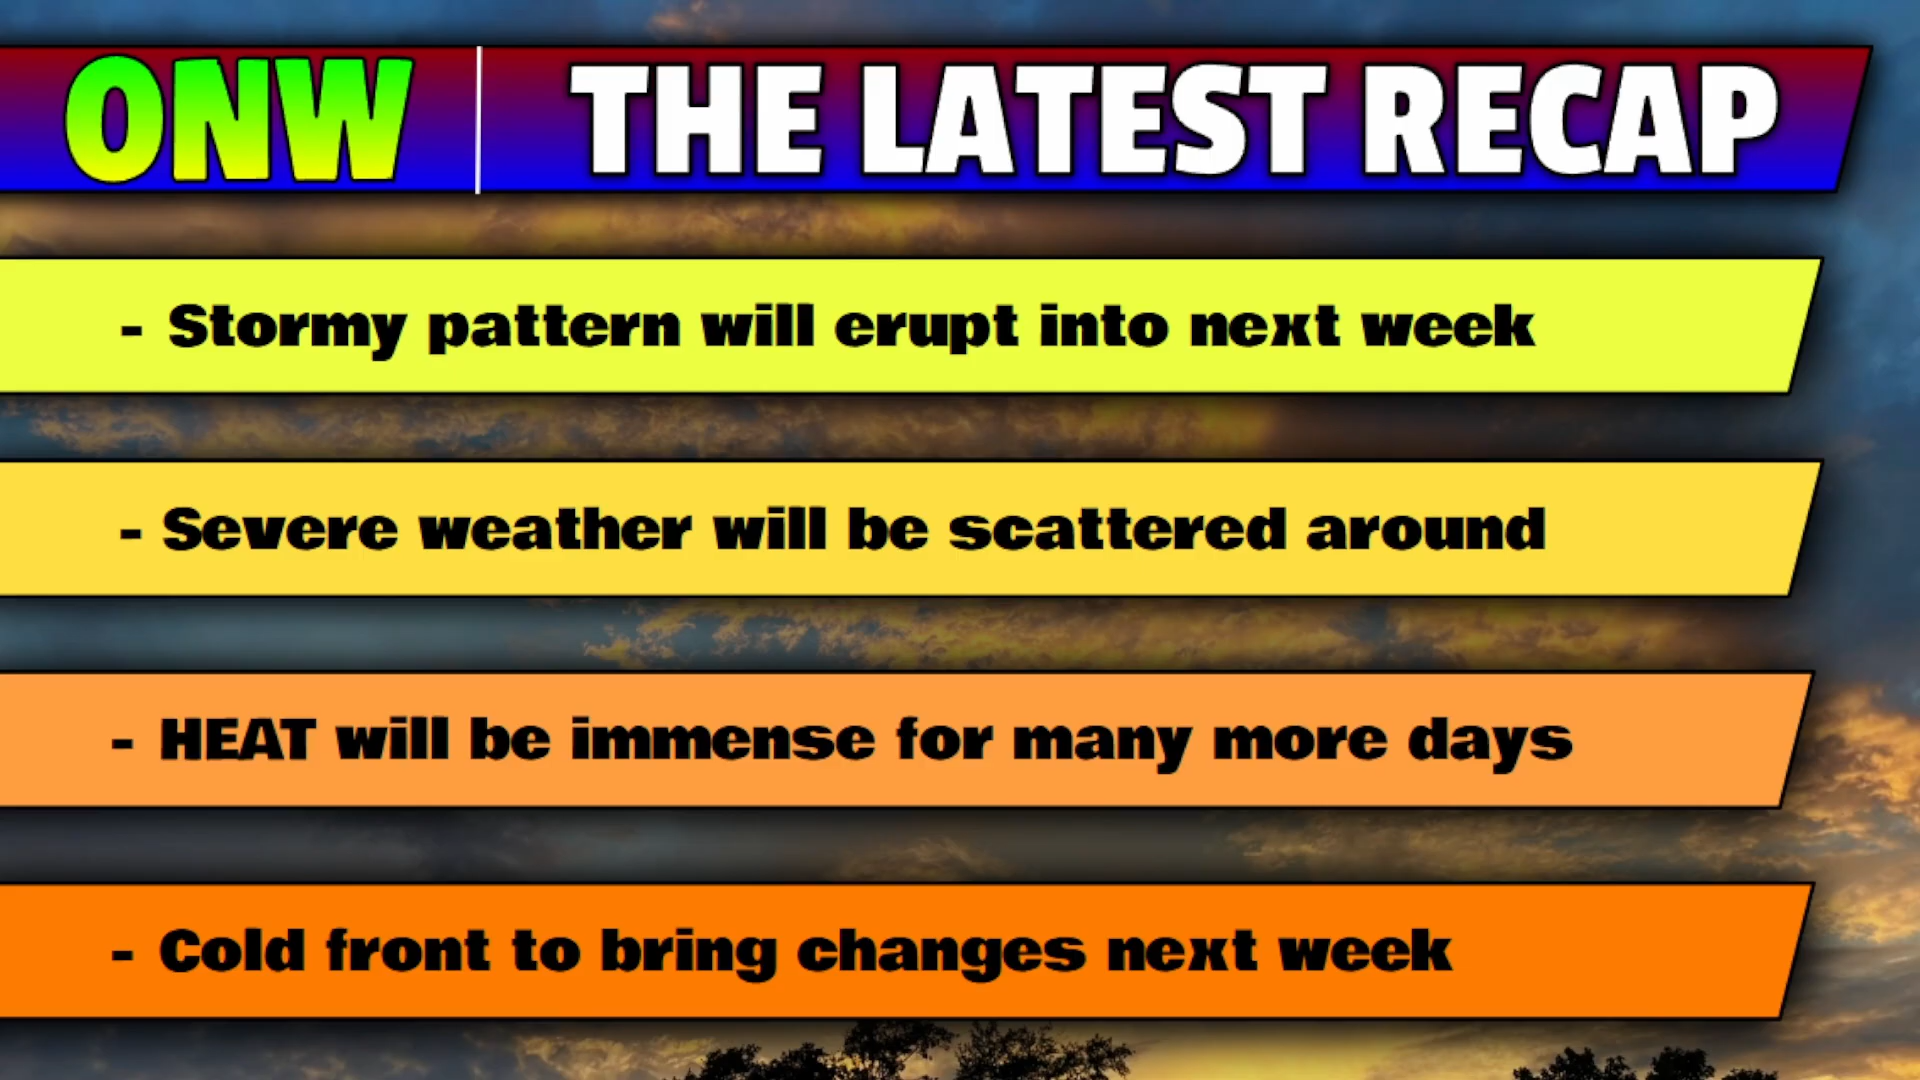 ONW THE LATEST RECAP
- Stormy pattern will erupt into next week
- Severe weather will be scattered around
- HEAT will be immense for many more days
- Cold front to bring changes next week